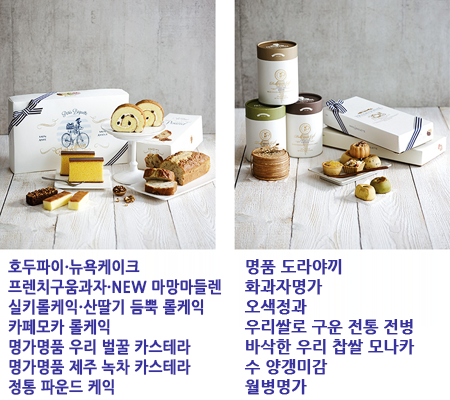 호두파이·뉴욕케이크
프렌치구움과자·NEW 마망마들렌
실키롤케익·산딸기 듬뿍 롤케익
카페모카 롤케익
명가명품 우리 벌꿀 카스테라
명가명품 제주 녹차 카스테라
정통 파운드 케익
명품 도라야끼
화과자명가
오색정과
우리쌀로 구운 전통 전병
바삭한 우리 찹쌀 모나카
수 양갱미감
월병명가